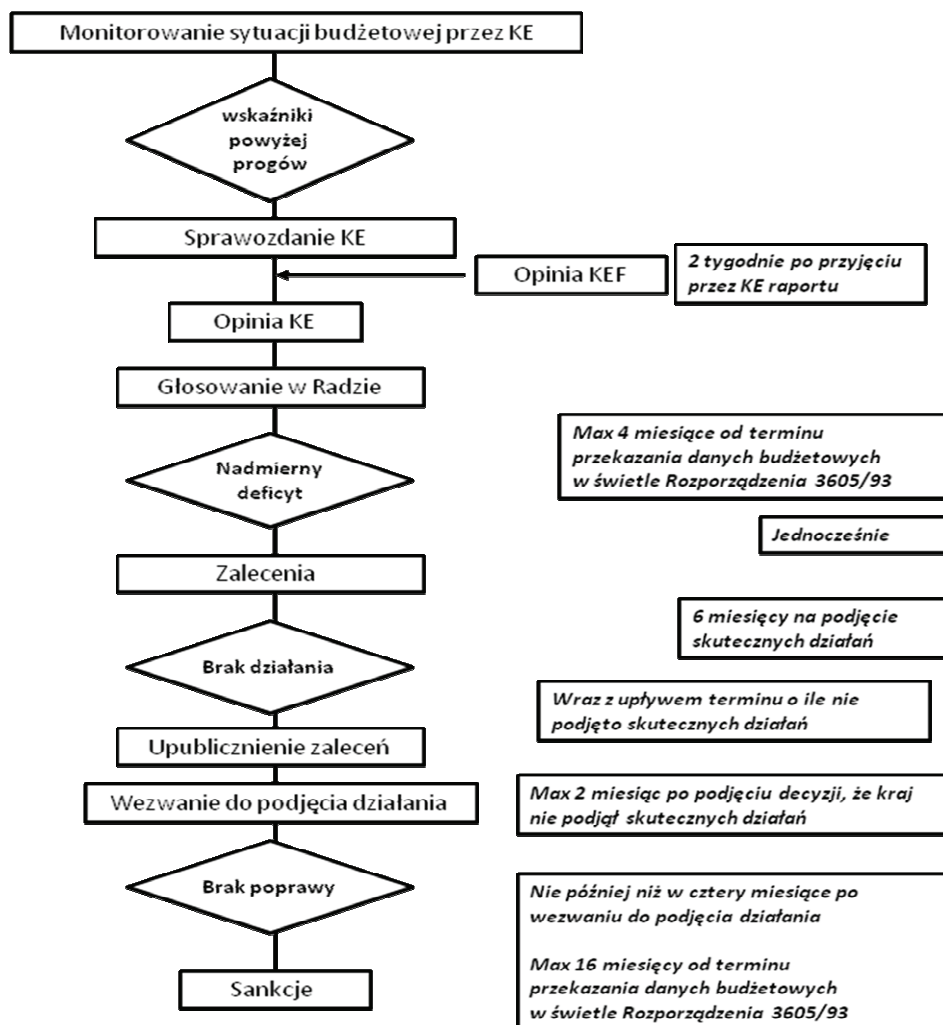 Monitorowanie sytuacji budżetowej przez KE
wskaźniki
powyżej
progów
Sprawozdanie KE
Opinia KEF
2 tygodnie po przyjęciu
przez KE raportu
Opinia KE
Głosowanie w Radzie
Nadmierny
deficyt
Max 4 miesiące od terminu
przekazania danych budżetowych
w świetle Rozporządzenia 3605/93
Jednocześnie
Zalecenia
6 miesięcy na podjęcie
skutecznych działań
Brak działania
Wraz z upływem terminu o ile nie
podjęto skutecznych działań
Upublicznienie zaleceń
Wezwanie do podjęcia działania
Max 2 miesiąc po podjęciu decyzji, że kraj
nie podjął skutecznych działań
Brak poprawy
Nie później niż w cztery miesiące po
wezwaniu do podjęcia działania
Max 16 miesięcy od terminu
przekazania danych budżetowych
w świetle Rozporządzenia 3605/93
Sankcje